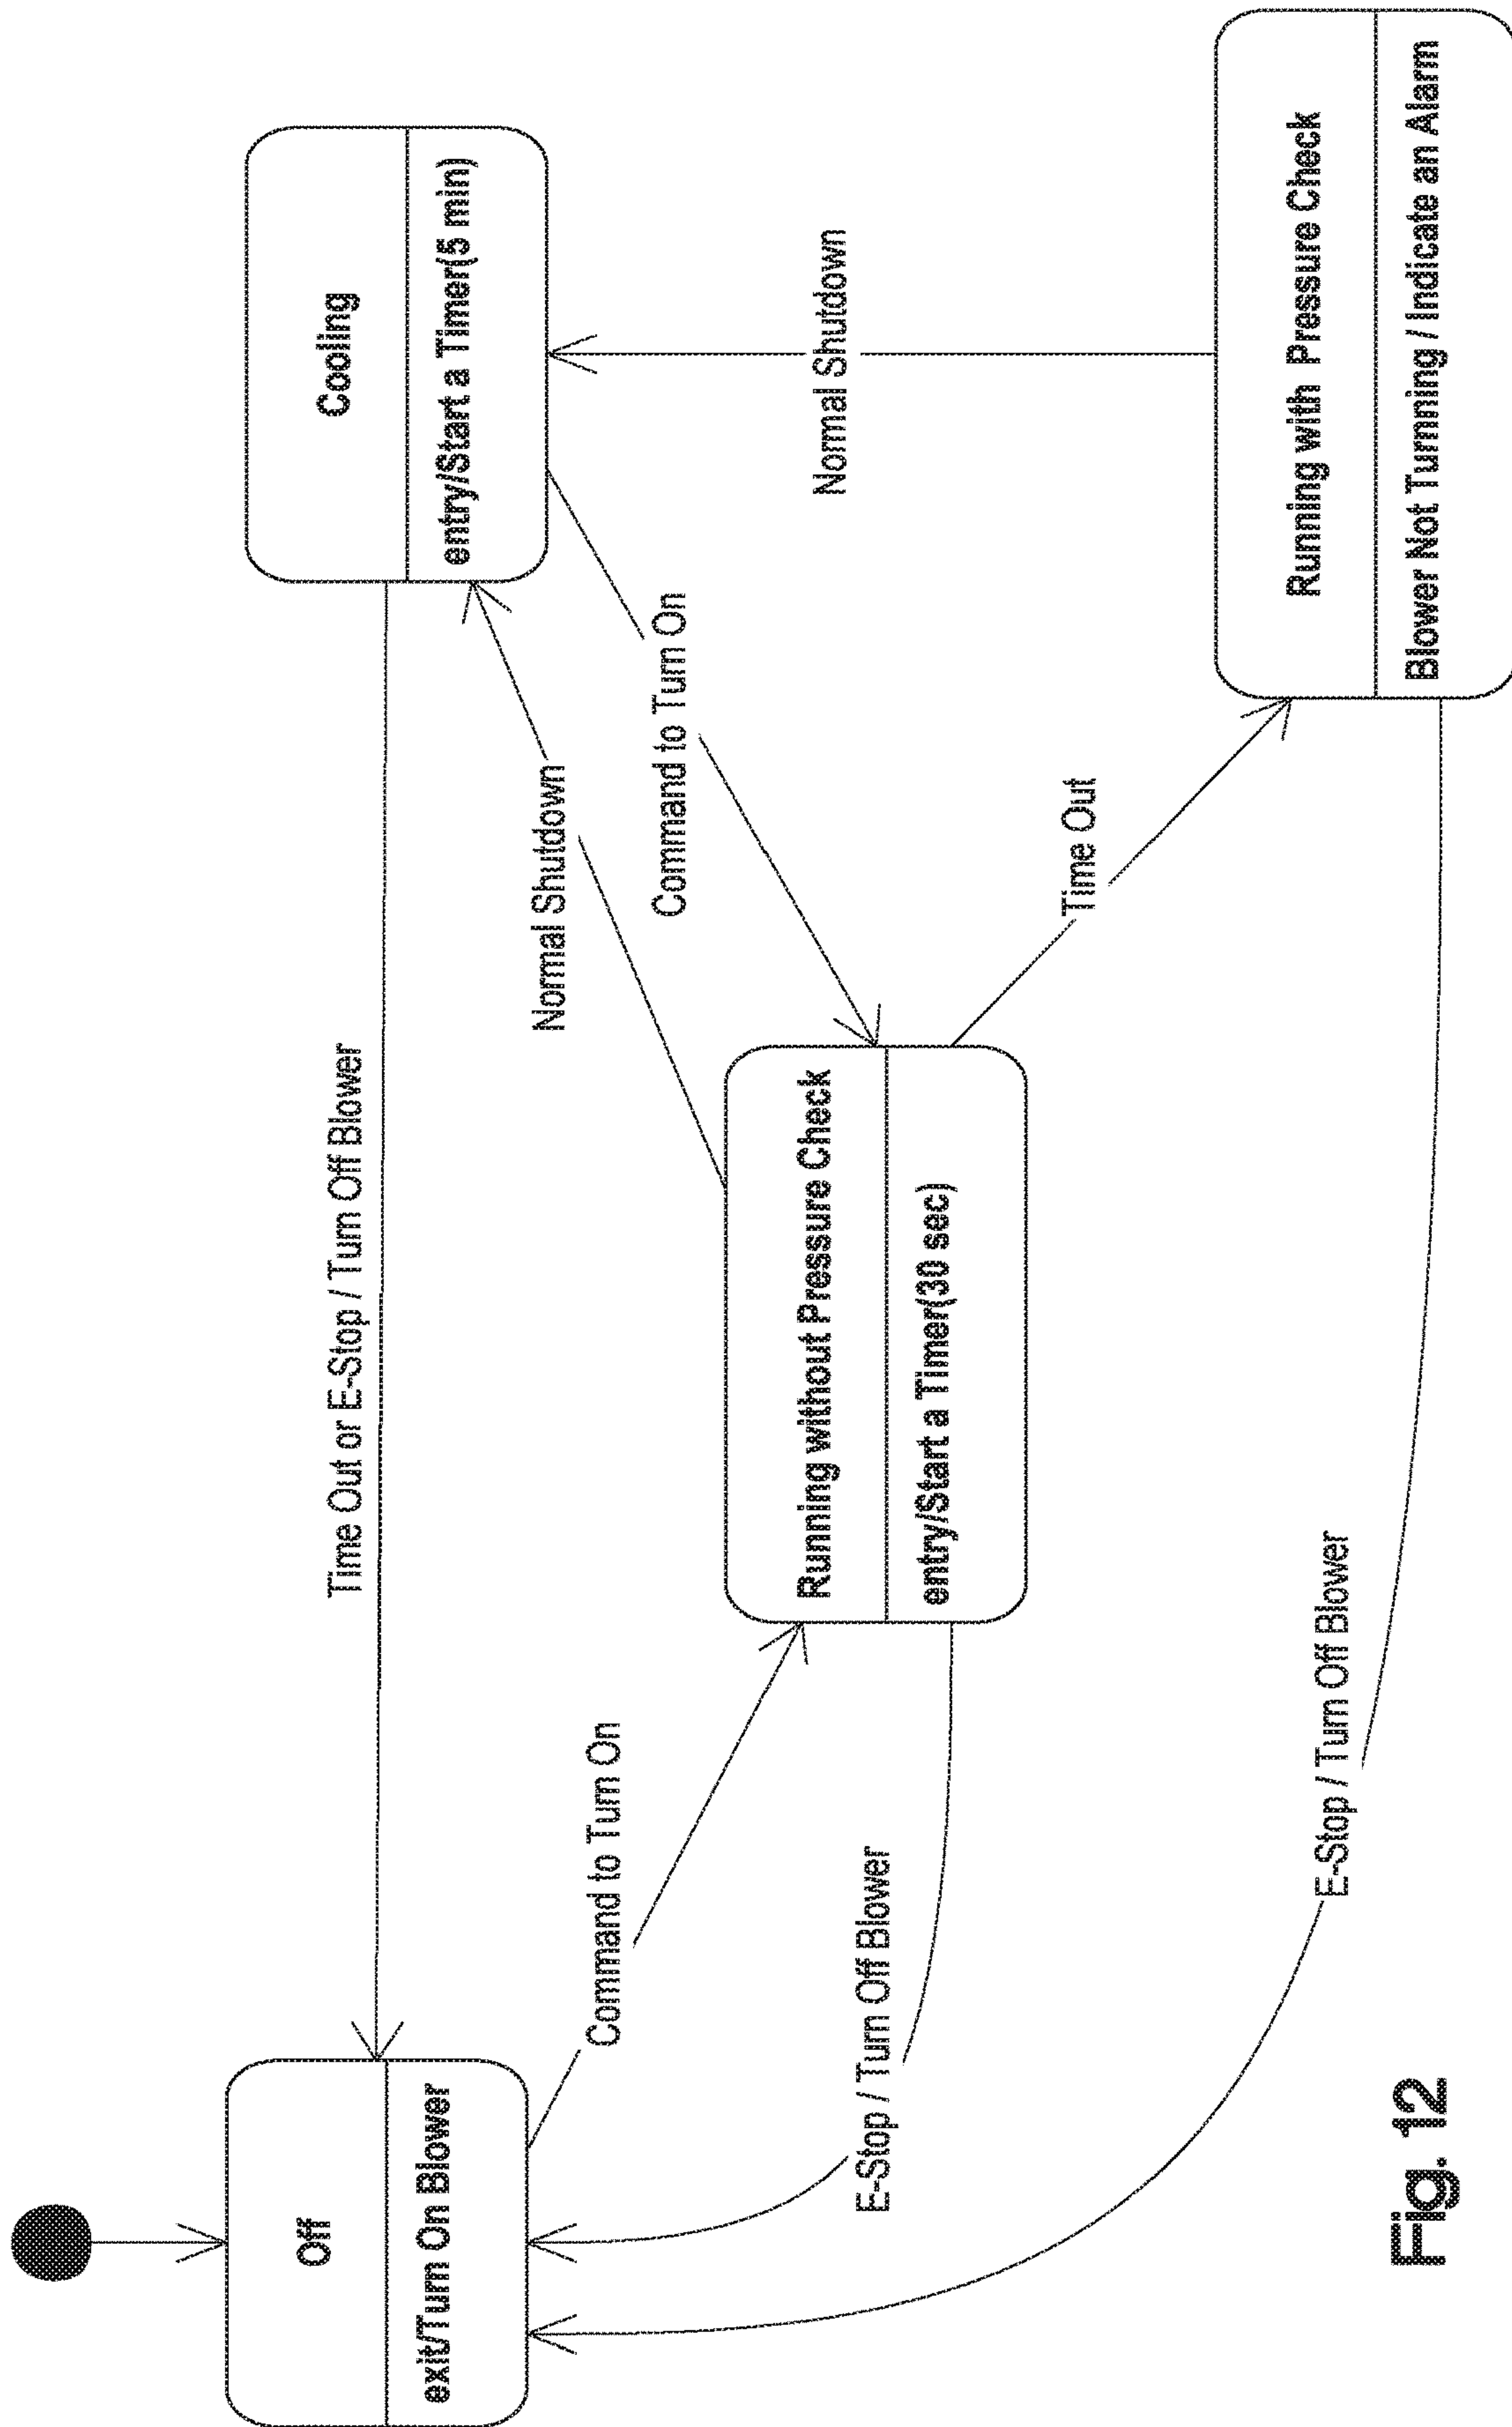 Off
exit/Turn On Blower
Time Out or E-Stop / Turn Off Blower
Cooling
entry/Start a Timer(5 min)
Normal Shutdown
Command to Turn On
Command to Turn On
Running without Pressure Check
entry/Start a Timer(30 sec)
Normal Shutdown
E-Stop / Turn Off Blower
Time Out
Running with Pressure Check
Blower Not Turnning / Indicate an Alarm
E-Stop / Turn Off Blower
Fig. 12